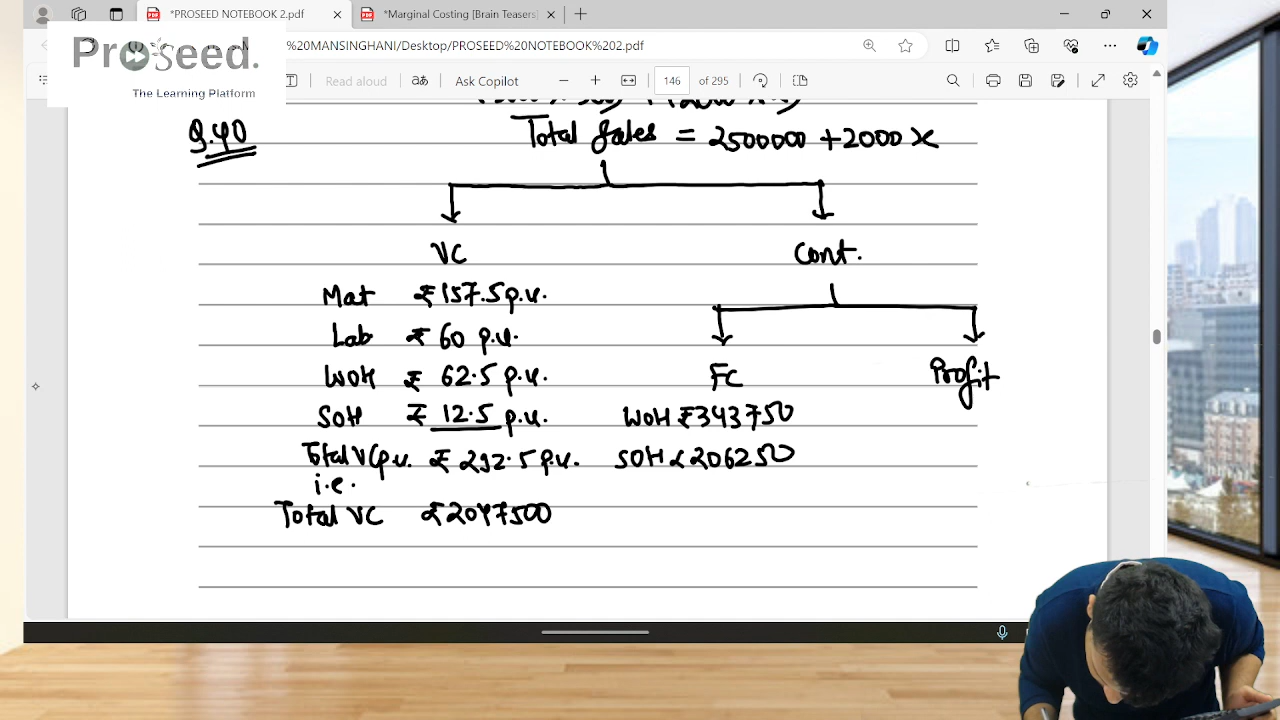 *PROSEED NOTEBOOK 2.pdf
*Marginal Costing [Brain Teasers]
Proseed.
The Learning Platform
MANSINGHANI/Desktop/PROSEED%20NOTEBOOK%202.pdf
Read aloud
Ask Copilot
146 of 295
Q.40
Total Sales = 2500000 + 2000 X
VC
Cont.
Mat ₹157.5 p.u.
Lab ₹ 60 p.u.
WOH ₹ 62.5 p.u.
FC
Profit
SOH ₹ 12.5 p.u.
WOH ₹343750
Total VC p.u. ₹ 292.5 p.u.
SOH ₹206250
i.e.
Total VC ₹2047500